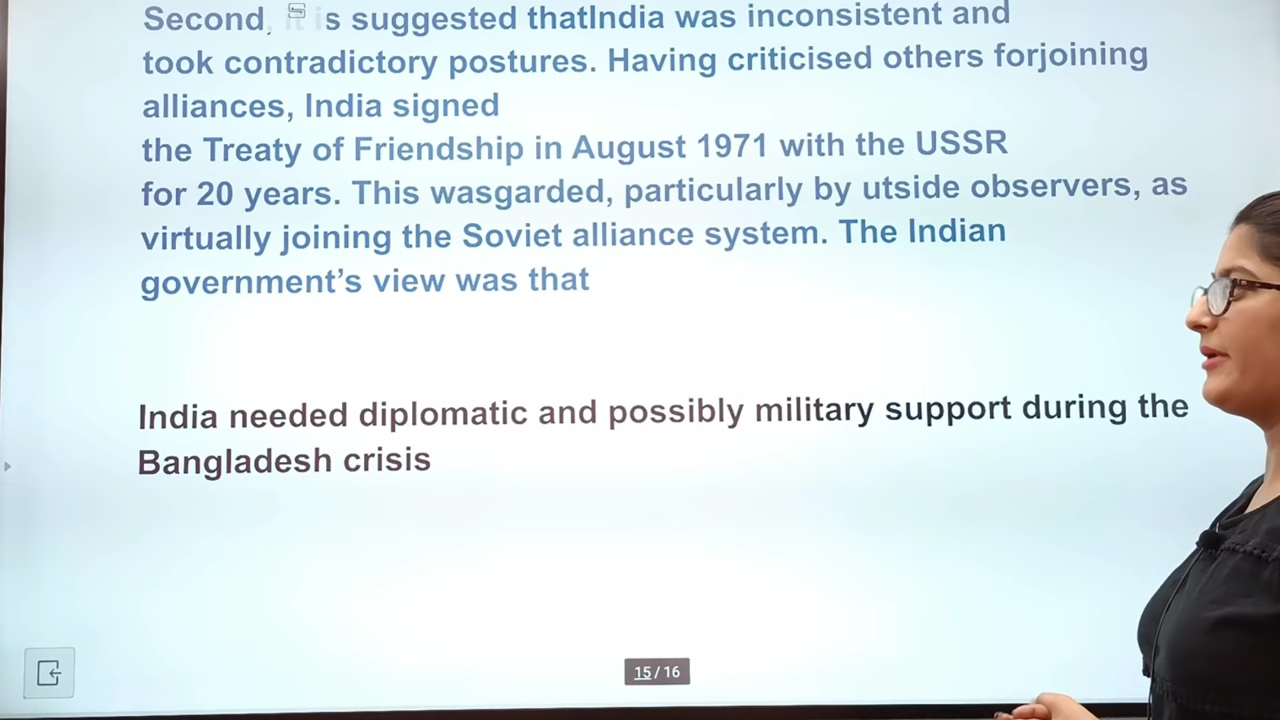 Second, it is suggested thatIndia was inconsistent and
took contradictory postures. Having criticised others forjoining
alliances, India signed
the Treaty of Friendship in August 1971 with the USSR
for 20 years. This wasgarded, particularly by utside observers, as
virtually joining the Soviet alliance system. The Indian
government’s view was that
India needed diplomatic and possibly military support during the
Bangladesh crisis
15 / 16